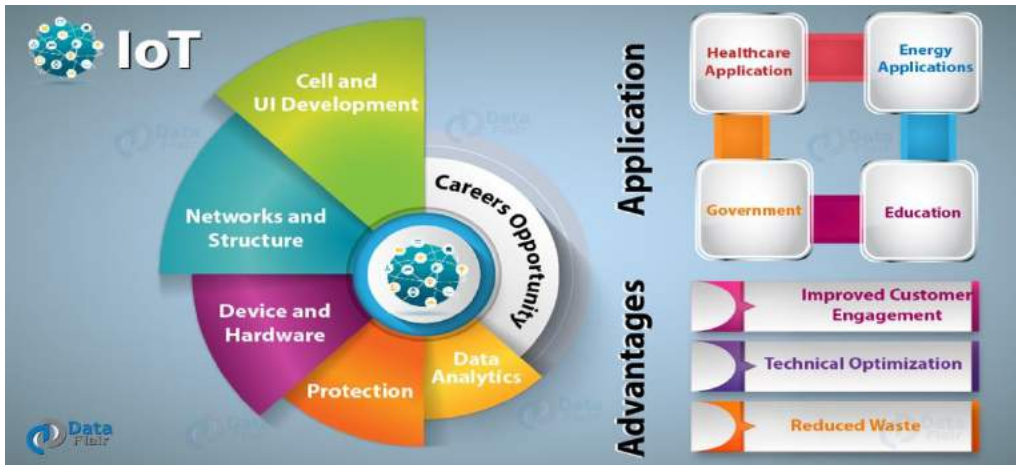 IoT
Cell and
UI Development
Networks and
Structure
Device and
Hardware
Protection
Data
Analytics
Careers Opportunity
Application
Healthcare
Application
Energy
Applications
Government
Education
Advantages
Improved Customer
Engagement
Technical Optimization
Reduced Waste
Data
Flair